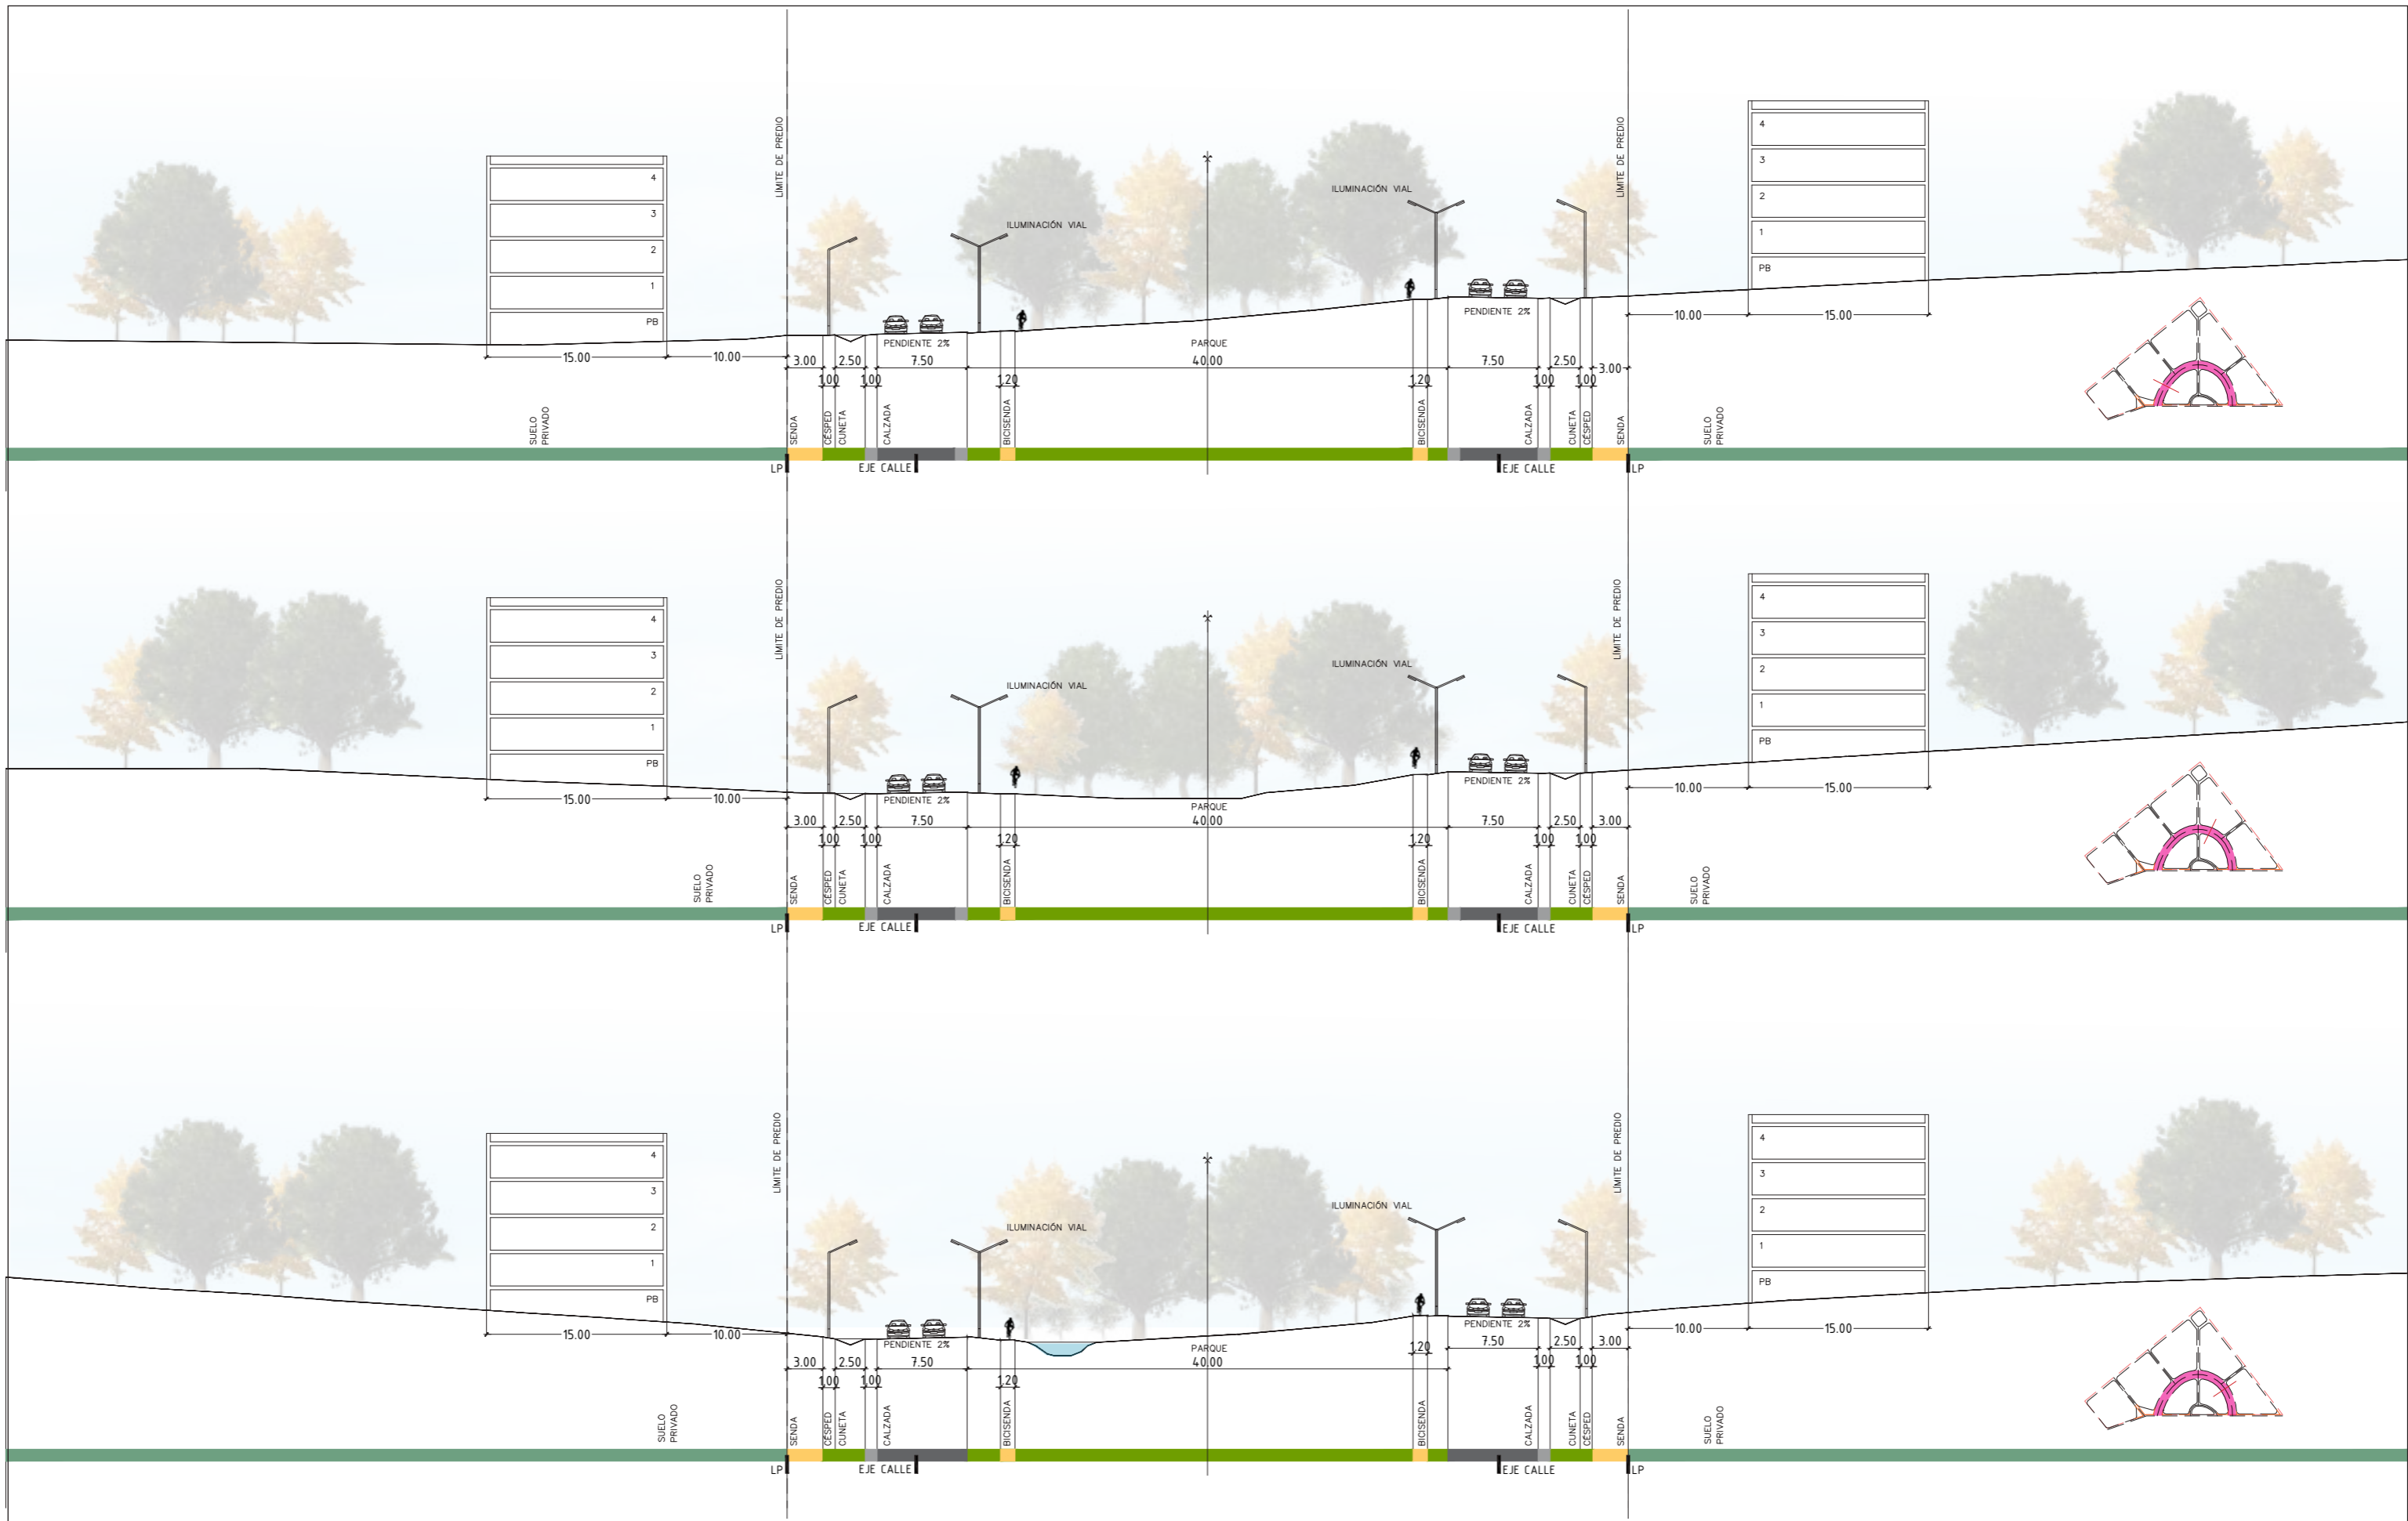 LÍMITE DE PREDIO
LÍMITE DE PREDIO
4
3
2
1
PB
ILUMINACIÓN VIAL
ILUMINACIÓN VIAL
4
3
2
1
PB
PENDIENTE 2%
PENDIENTE 2%
PARQUE
15.00
10.00
3.00
2.50
7.50
40.00
7.50
2.50
3.00
10.00
15.00
1.00
1.00
1.20
1.20
1.00
1.00
SUELO
PRIVADO
SENDA
CÉSPED
CUNETA
CALZADA
BICISENDA
BICISENDA
CALZADA
CUNETA
CÉSPED
SENDA
SUELO
PRIVADO
LP
EJE CALLE
EJE CALLE
LP
LÍMITE DE PREDIO
LÍMITE DE PREDIO
4
3
2
1
PB
ILUMINACIÓN VIAL
ILUMINACIÓN VIAL
4
3
2
1
PB
PENDIENTE 2%
PENDIENTE 2%
PARQUE
15.00
10.00
3.00
2.50
7.50
40.00
7.50
2.50
3.00
10.00
15.00
1.00
1.00
1.20
1.20
1.00
1.00
SUELO
PRIVADO
SENDA
CÉSPED
CUNETA
CALZADA
BICISENDA
BICISENDA
CALZADA
CUNETA
CÉSPED
SENDA
SUELO
PRIVADO
LP
EJE CALLE
EJE CALLE
LP
LÍMITE DE PREDIO
LÍMITE DE PREDIO
4
3
2
1
PB
ILUMINACIÓN VIAL
ILUMINACIÓN VIAL
4
3
2
1
PB
PENDIENTE 2%
PENDIENTE 2%
PARQUE
15.00
10.00
3.00
2.50
7.50
40.00
7.50
2.50
3.00
10.00
15.00
1.00
1.00
1.20
1.20
1.00
1.00
SUELO
PRIVADO
SENDA
CÉSPED
CUNETA
CALZADA
BICISENDA
BICISENDA
CALZADA
CUNETA
CÉSPED
SENDA
SUELO
PRIVADO
LP
EJE CALLE
EJE CALLE
LP